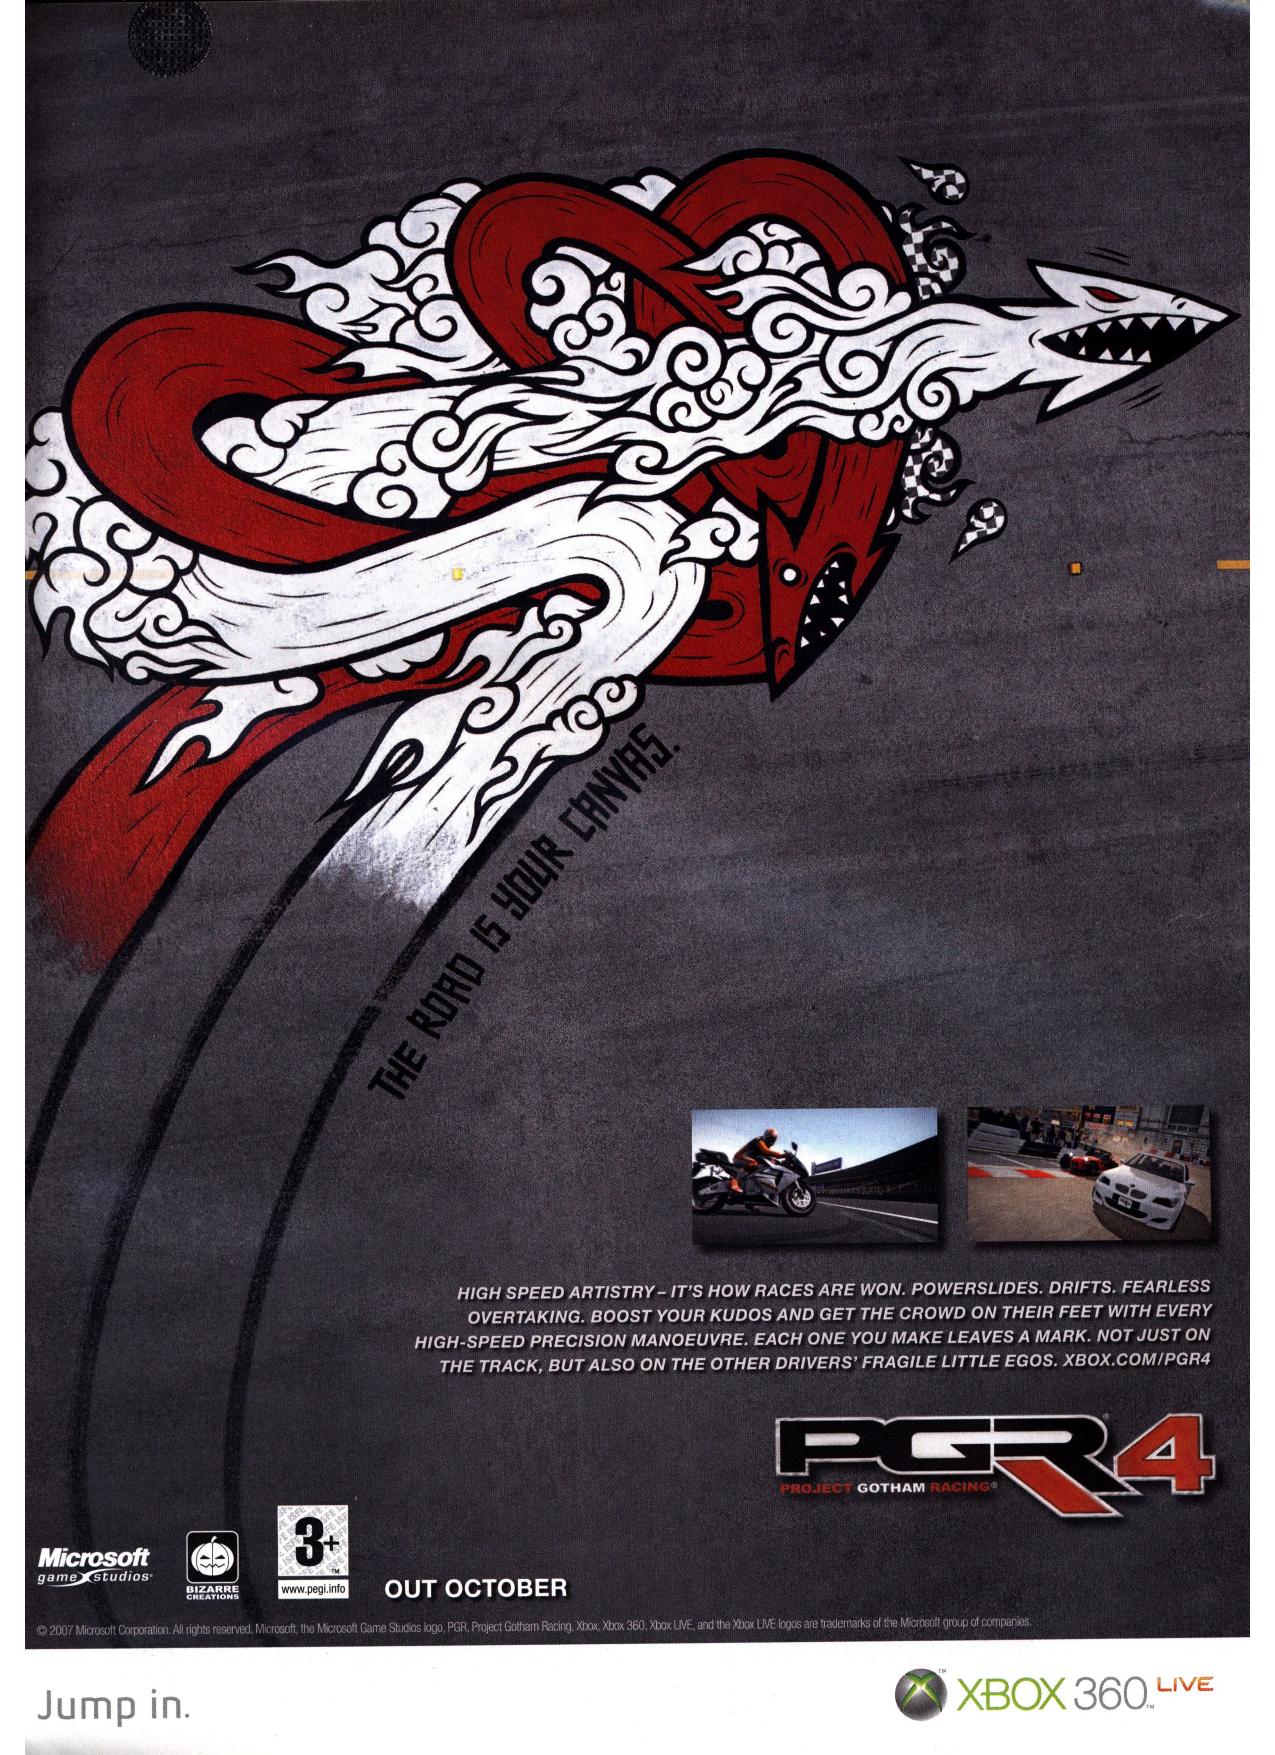 THE ROAD IS YOUR CANVAS.
HIGH SPEED ARTISTRY – IT'S HOW RACES ARE WON. POWERSLIDES. DRIFTS. FEARLESS
OVERTAKING. BOOST YOUR KUDOS AND GET THE CROWD ON THEIR FEET WITH EVERY
HIGH-SPEED PRECISION MANOEUVRE. EACH ONE YOU MAKE LEAVES A MARK. NOT JUST ON
THE TRACK, BUT ALSO ON THE OTHER DRIVERS' FRAGILE LITTLE EGOS. XBOX.COM/PGR4
PGR4
PROJECT GOTHAM RACING®
Microsoft
game studios®
BIZARRE
CREATIONS
3+™
www.pegi.info
OUT OCTOBER
© 2007 Microsoft Corporation. All rights reserved. Microsoft, the Microsoft Game Studios logo, PGR, Project Gotham Racing, Xbox, Xbox 360, Xbox LIVE, and the Xbox LIVE logos are trademarks of the Microsoft group of companies.
Jump in.
XBOX 360™ LIVE™